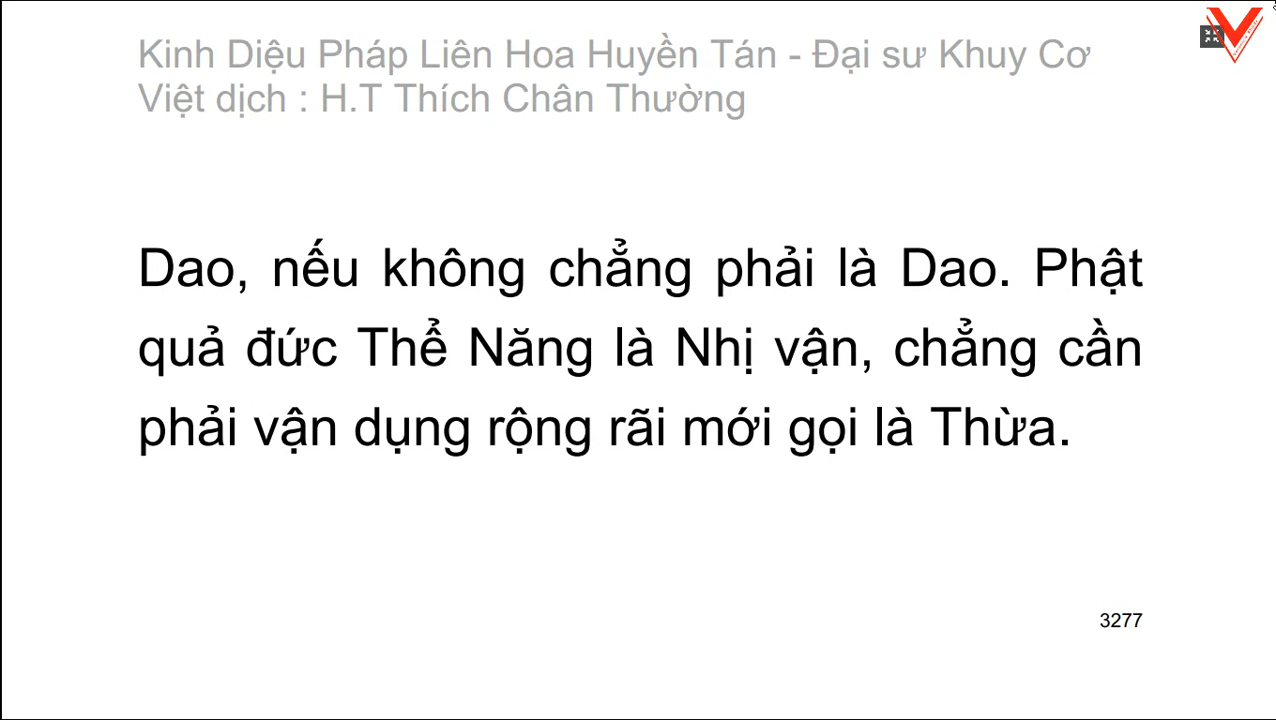 Kinh Diệu Pháp Liên Hoa Huyền Tán - Đại sư Khuy Cơ
Việt dịch : H.T Thích Chân Thường
Dao, nếu không chẳng phải là Dao. Phật
quả đức Thể Năng là Nhị vận, chẳng cần
phải vận dụng rộng rãi mới gọi là Thừa.
3277